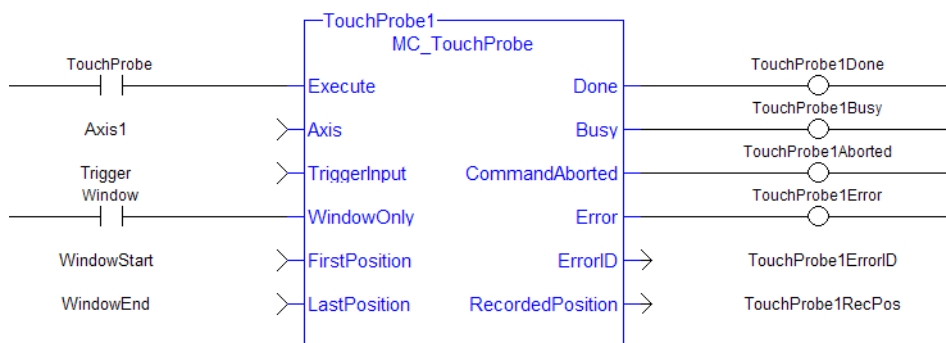 TouchProbe1
MC_TouchProbe
TouchProbe Execute Done TouchProbe1Done
Axis1 Axis Busy TouchProbe1Busy
Trigger TriggerInput CommandAborted TouchProbe1Aborted
Window WindowOnly Error TouchProbe1Error
WindowStart FirstPosition ErrorID TouchProbe1ErrorID
WindowEnd LastPosition RecordedPosition TouchProbe1RecPos